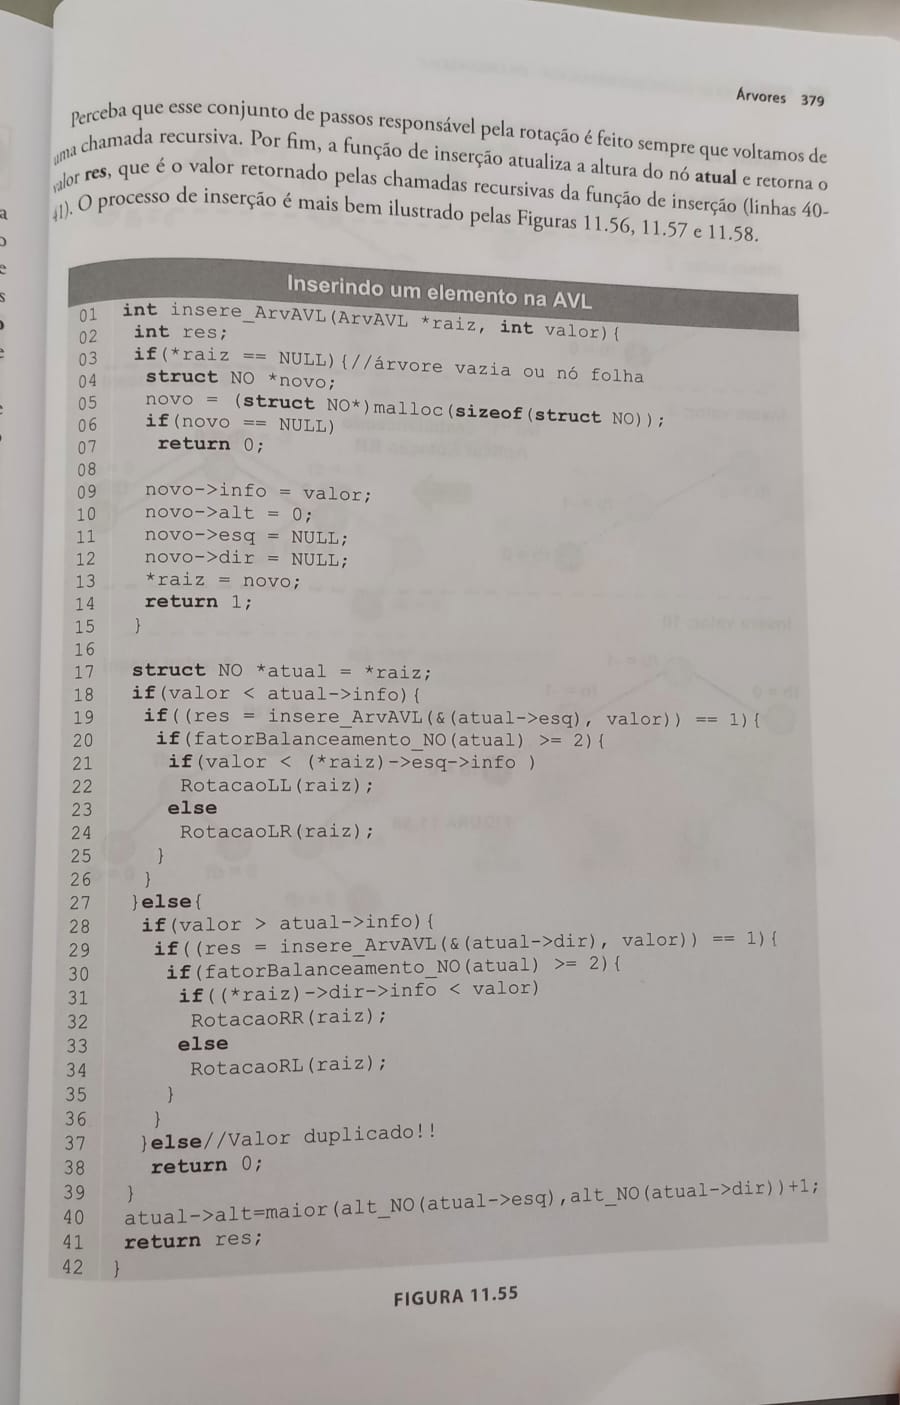 Árvores 379
Perceba que esse conjunto de passos responsável pela rotação é feito sempre que voltamos de
uma chamada recursiva. Por fim, a função de inserção atualiza a altura do nó atual e retorna o
valor res, que é o valor retornado pelas chamadas recursivas da função de inserção (linhas 40-
41). O processo de inserção é mais bem ilustrado pelas Figuras 11.56, 11.57 e 11.58.
Inserindo um elemento na AVL
01 int insere_ArvAVL(ArvAVL *raiz, int valor){
02 int res;
03 if(*raiz == NULL){//árvore vazia ou nó folha
04 struct NO *novo;
05 novo = (struct NO*)malloc(sizeof(struct NO));
06 if(novo == NULL)
07 return 0;
08
09 novo->info = valor;
10 novo->alt = 0;
11 novo->esq = NULL;
12 novo->dir = NULL;
13 *raiz = novo;
14 return 1;
15 }
16
17 struct NO *atual = *raiz;
18 if(valor < atual->info){
19 if((res = insere_ArvAVL(&(atual->esq), valor)) == 1){
20 if(fatorBalanceamento_NO(atual) >= 2){
21 if(valor < (*raiz)->esq->info )
22 RotacaoLL(raiz);
23 else
24 RotacaoLR(raiz);
25 }
26 }
27 }else{
28 if(valor > atual->info){
29 if((res = insere_ArvAVL(&(atual->dir), valor)) == 1){
30 if(fatorBalanceamento_NO(atual) >= 2){
31 if((*raiz)->dir->info < valor)
32 RotacaoRR(raiz);
33 else
34 RotacaoRL(raiz);
35 }
36 }
37 }else//Valor duplicado!!
38 return 0;
39 }
40 atual->alt=maior(alt_NO(atual->esq),alt_NO(atual->dir))+1;
41 return res;
42 }
FIGURA 11.55